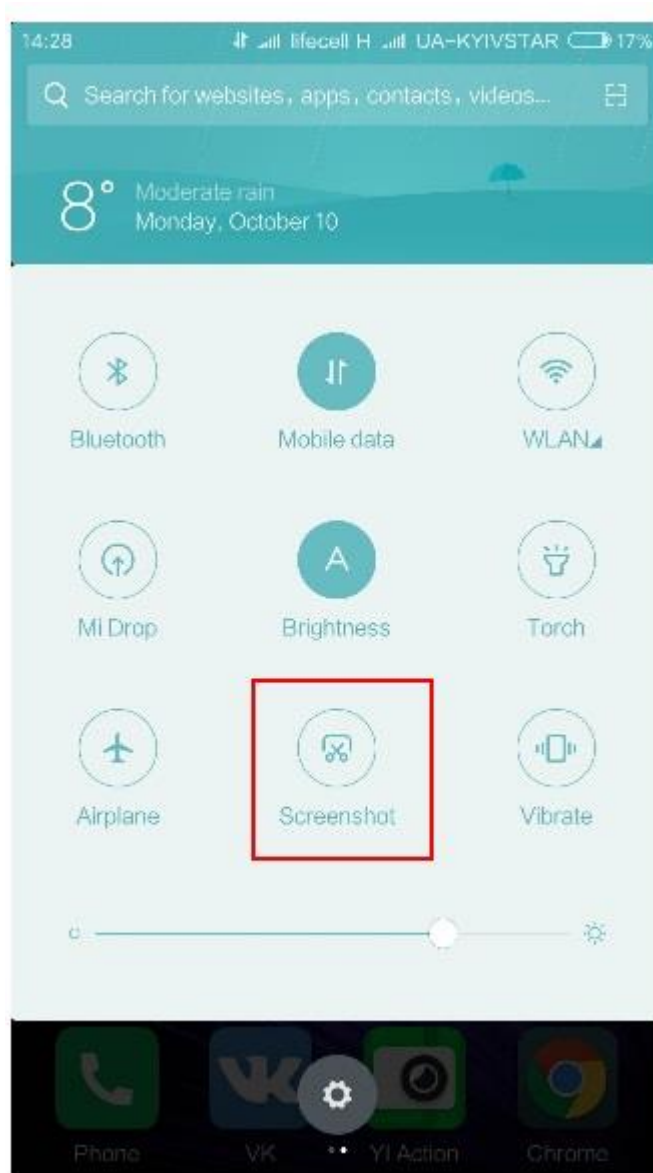 14:28 lifecell H UA-KYIVSTAR 17%
Search for websites, apps, contacts, videos...
8° Moderate rain
Monday, October 10
Bluetooth Mobile data WLAN
Mi Drop Brightness Torch
Airplane Screenshot Vibrate
Phone VK YI Action Chrome